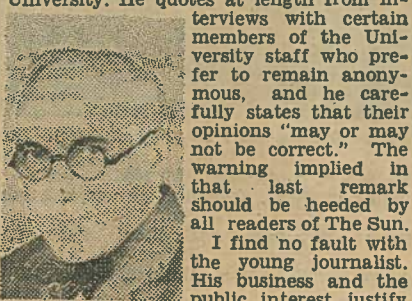 University. He quotes at length from in-
terviews with certain
members of the Uni-
versity staff who pre-
fer to remain anony-
mous, and he care-
fully states that their
opinions "may or may
not be correct." The
warning implied in
that last remark
should be heeded by
all readers of The Sun.
I find no fault with
the young journalist.
His business and the
public interest justify